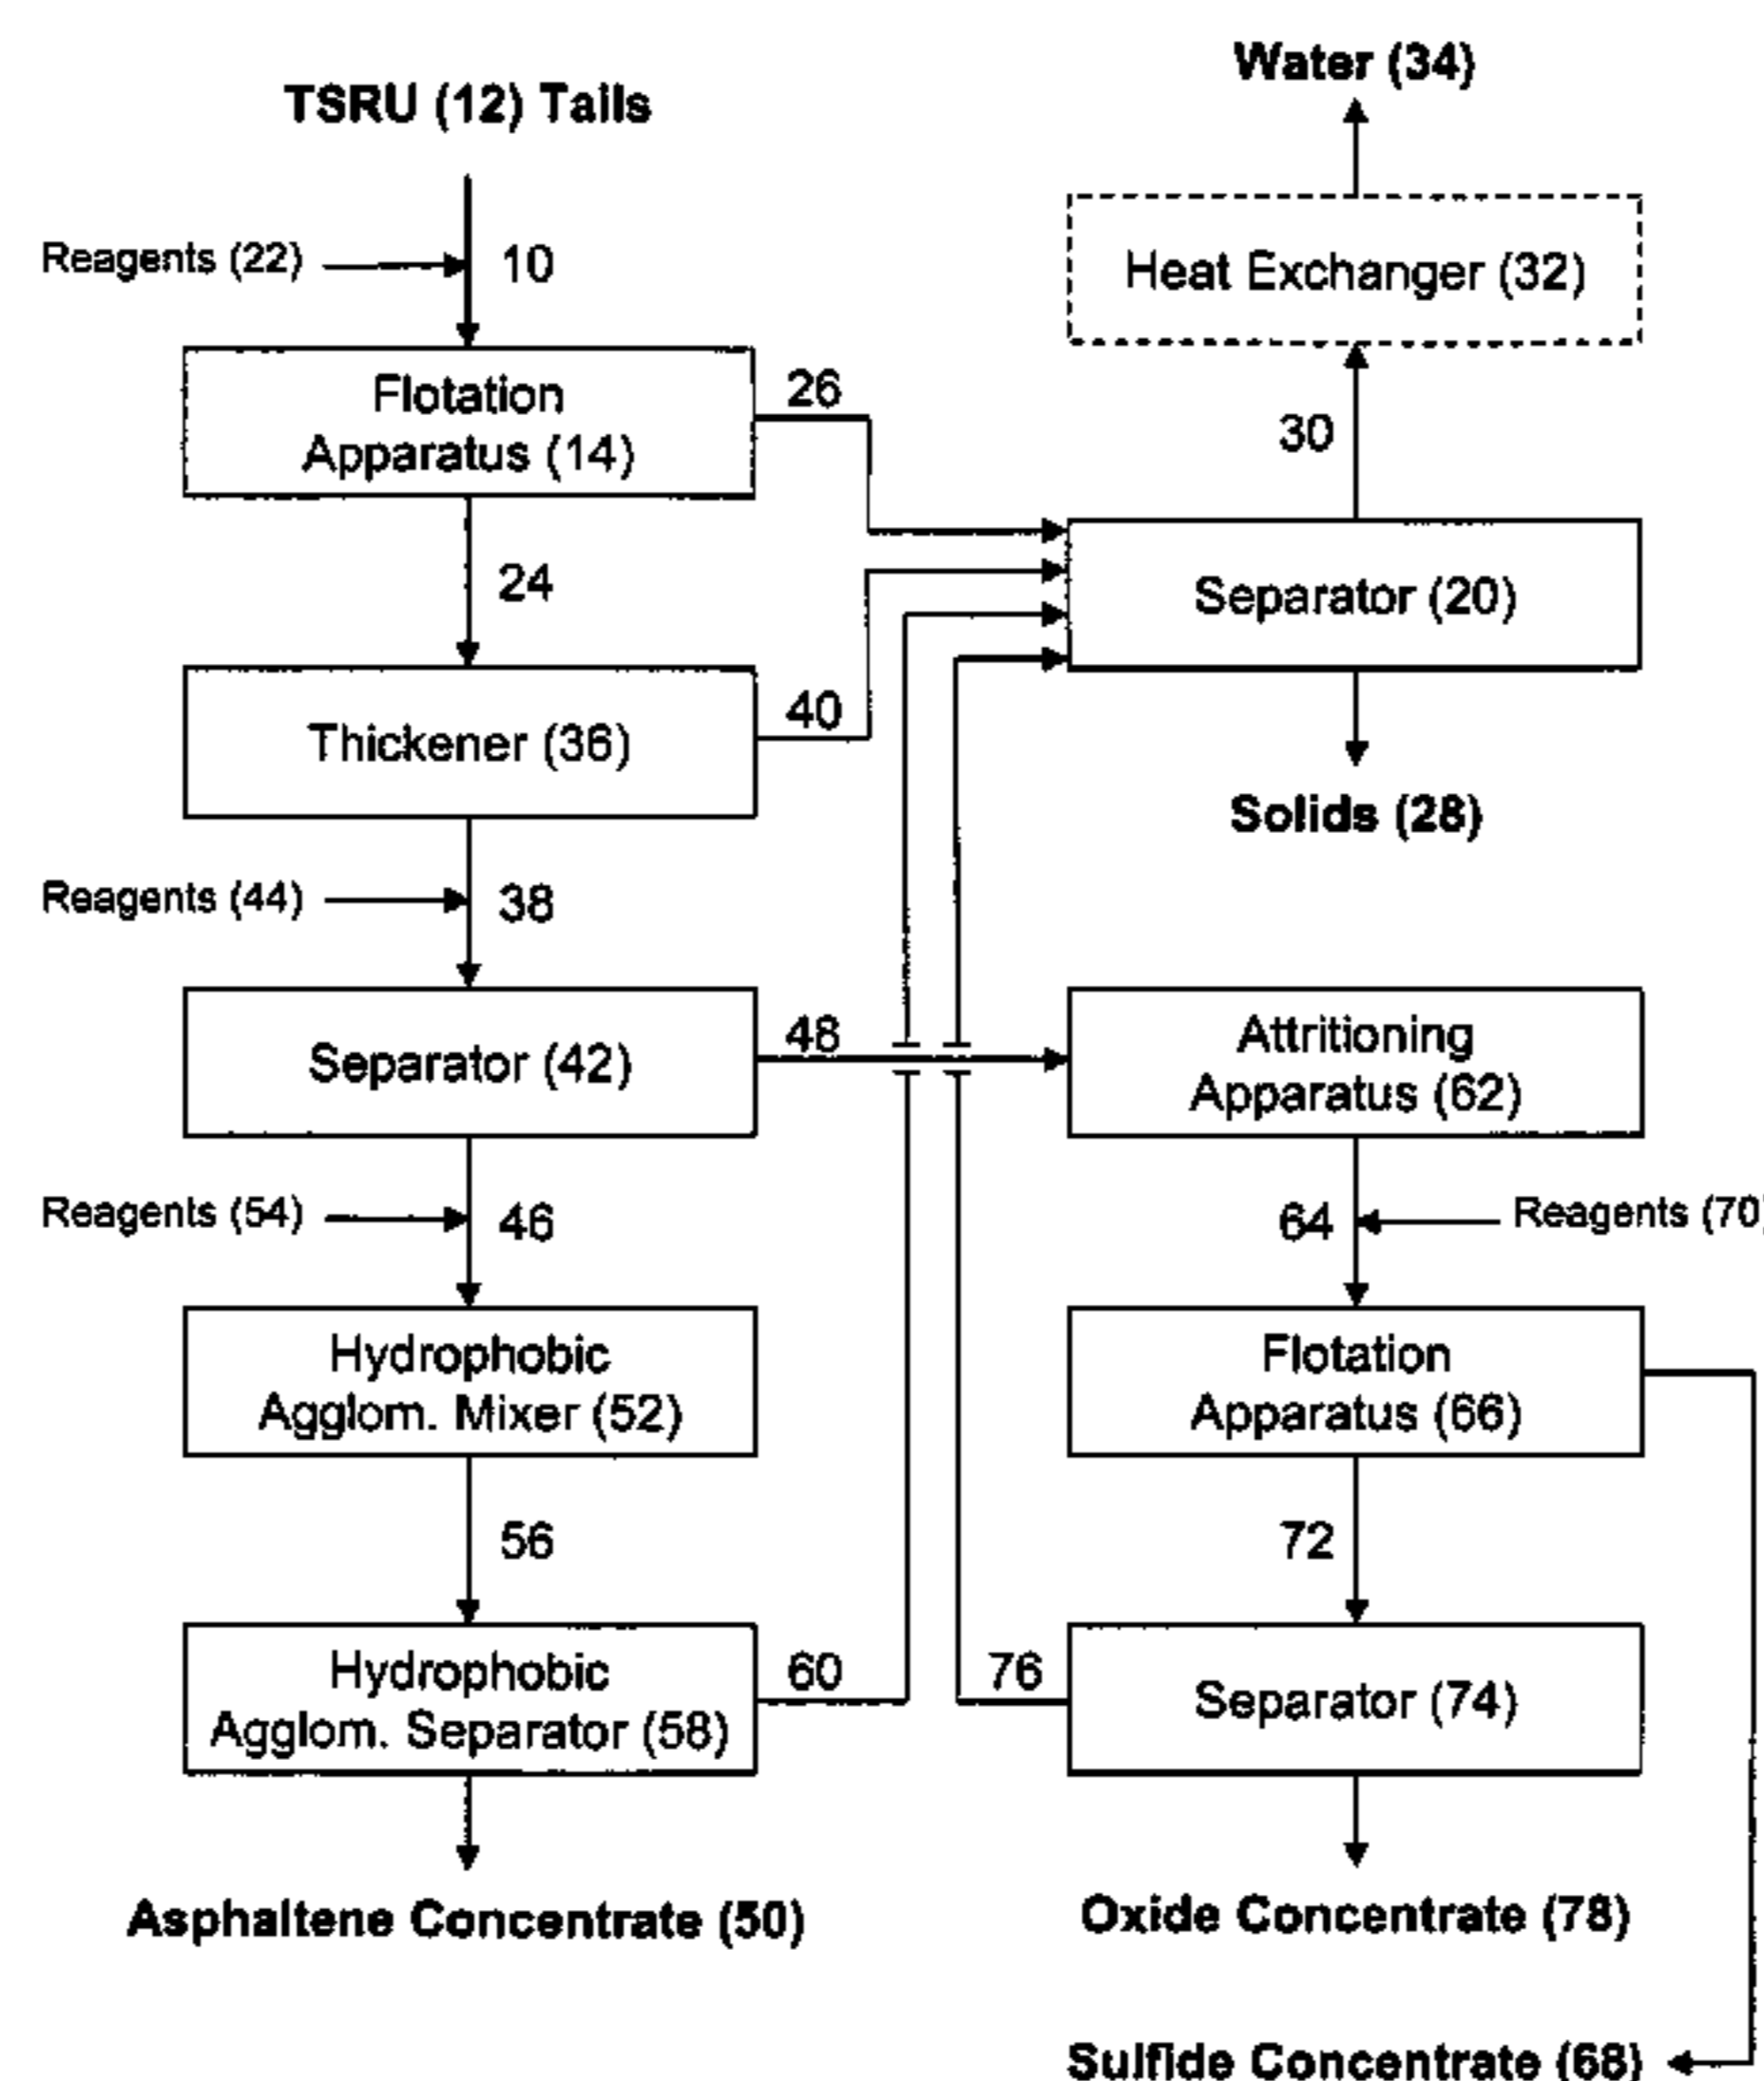 Water (34)
TSRU (12) Tails
Heat Exchanger (32)
Reagents (22)
10
Flotation
Apparatus (14)
26
30
24
Separator (20)
Thickener (36)
40
Solids (28)
Reagents (44)
38
Separator (42)
48
Attritioning
Apparatus (62)
Reagents (54)
46
64
Reagents (70)
Hydrophobic
Agglom. Mixer (52)
Flotation
Apparatus (66)
56
72
Hydrophobic
Agglom. Separator (58)
60
76
Separator (74)
Asphaltene Concentrate (50)
Oxide Concentrate (78)
Sulfide Concentrate (68)